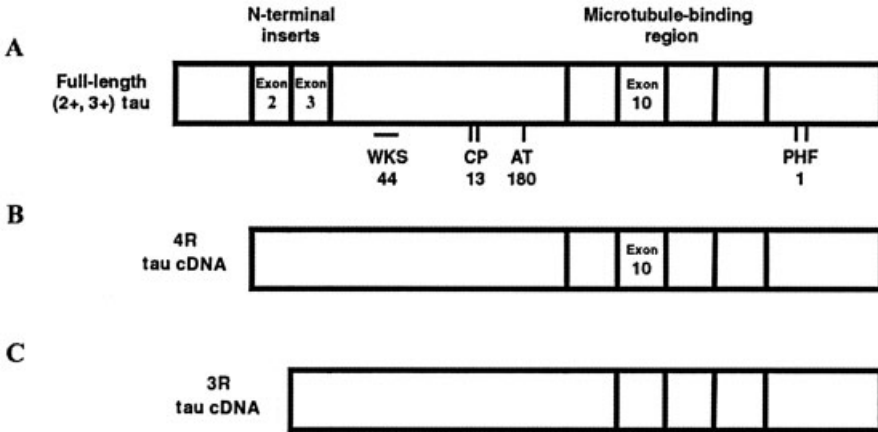 N-terminal
inserts
Microtubule-binding
region
A
Full-length
(2+, 3+) tau
Exon
2
Exon
3
Exon
10
WKS
44
CP
13
AT
180
PHF
1
B
4R
tau cDNA
Exon
10
C
3R
tau cDNA